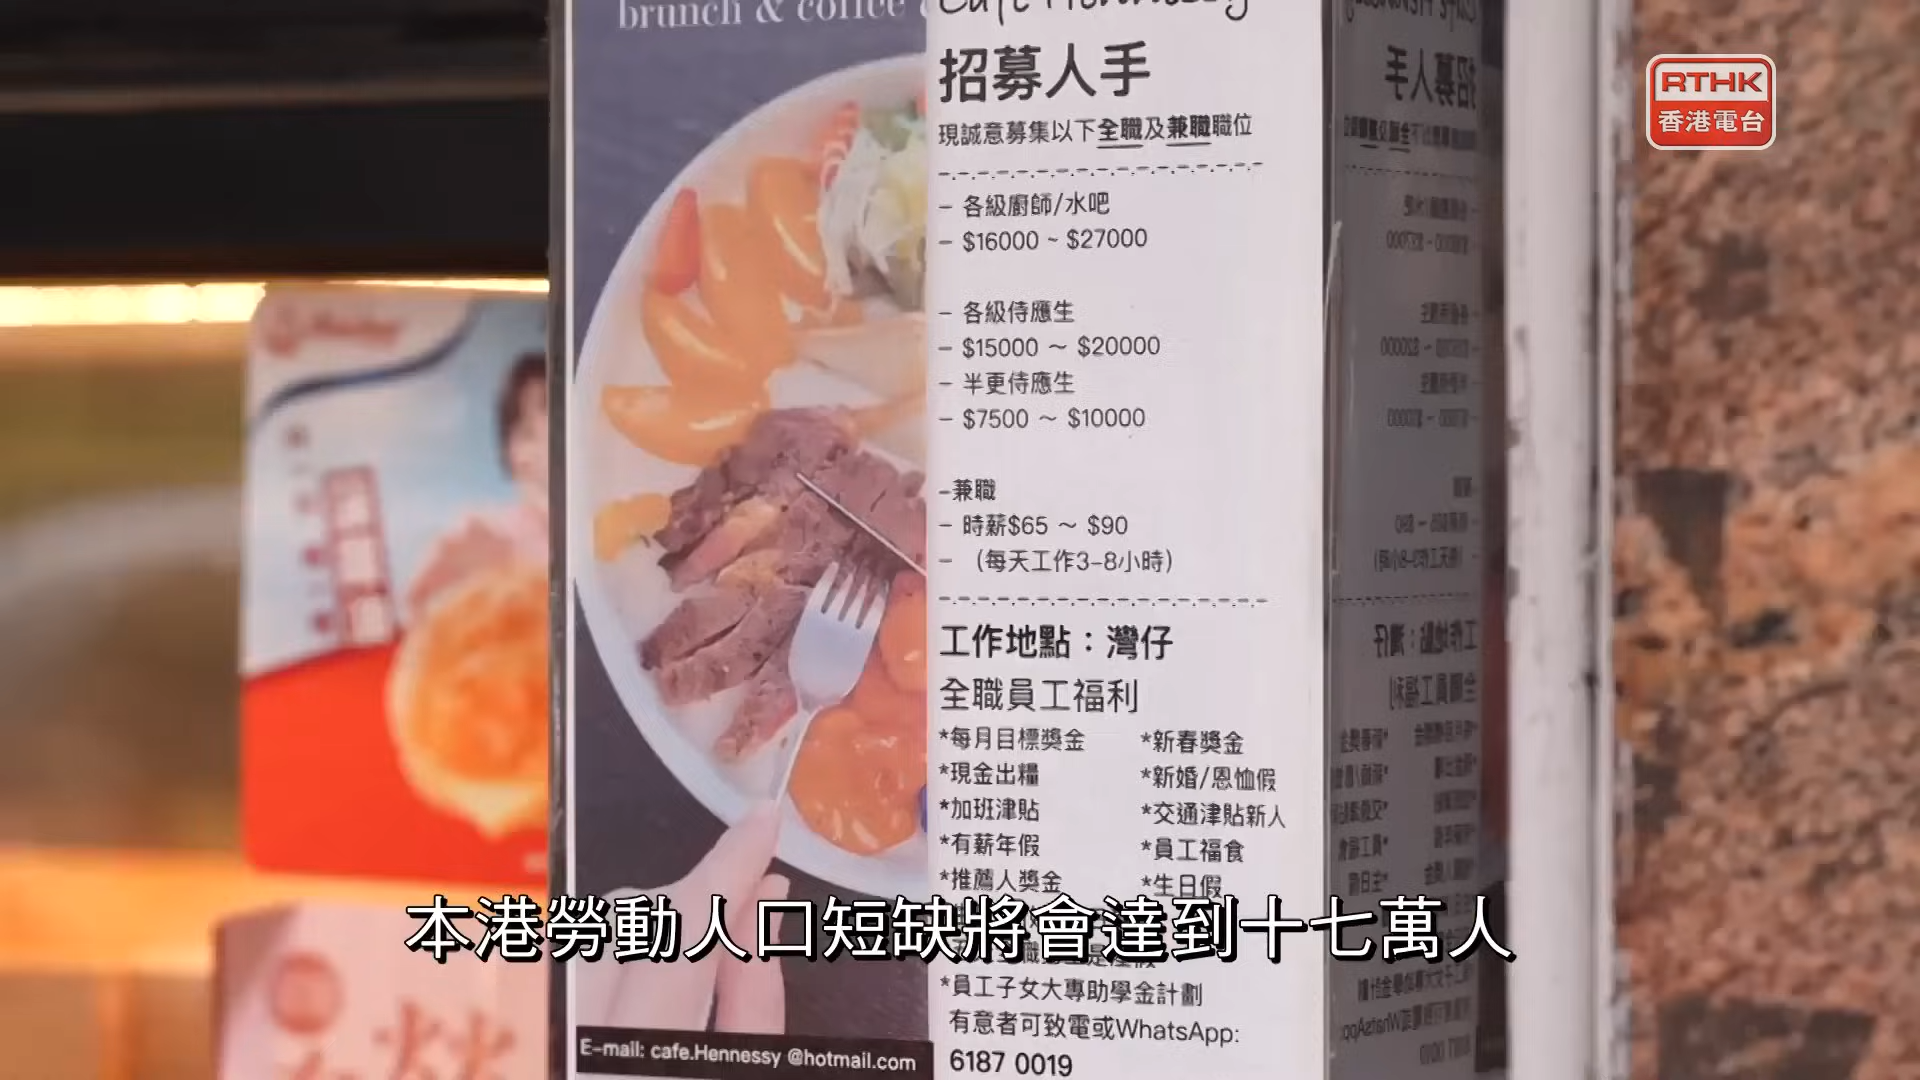 brunch & coffee
Cafe Hennessy
招募人手
現誠意募集以下全職及兼職職位
- 各級廚師/水吧
- $16000 ~ $27000
- 各級侍應生
- $15000 ~ $20000
- 半更侍應生
- $7500 ~ $10000
-兼職
- 時薪$65 ~ $90
- (每天工作3-8小時)
工作地點：灣仔
全職員工福利
*每月目標獎金
*新春獎金
*現金出糧
*新婚/恩恤假
*加班津貼
*交通津貼新人
*有薪年假
*員工福食
*推薦人獎金
*生日假
*員工子女大專助學金計劃
有意者可致電或WhatsApp:
6187 0019
E-mail: cafe.Hennessy @hotmail.com
RTHK
香港電台
本港勞動人口短缺將會達到十七萬人